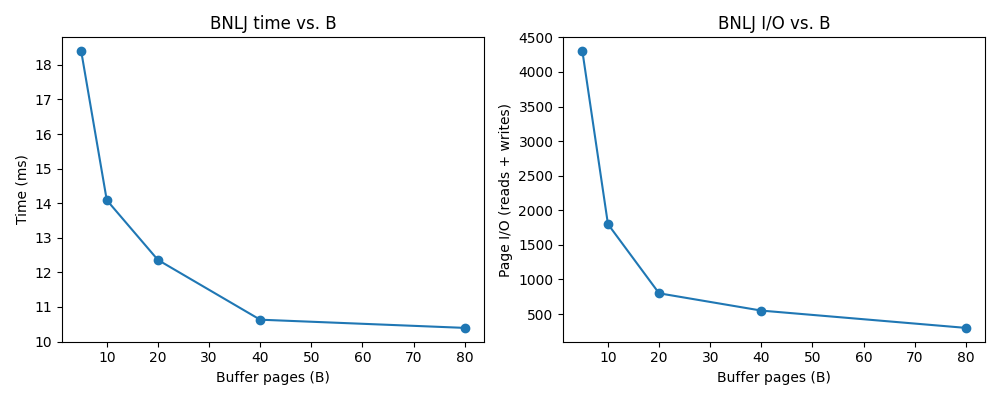 BNLJ time vs. B
Time (ms)
18
17
16
15
14
13
12
11
10
10 20 30 40 50 60 70 80
Buffer pages (B)
BNLJ I/O vs. B
Page I/O (reads + writes)
4500
4000
3500
3000
2500
2000
1500
1000
500
10 20 30 40 50 60 70 80
Buffer pages (B)